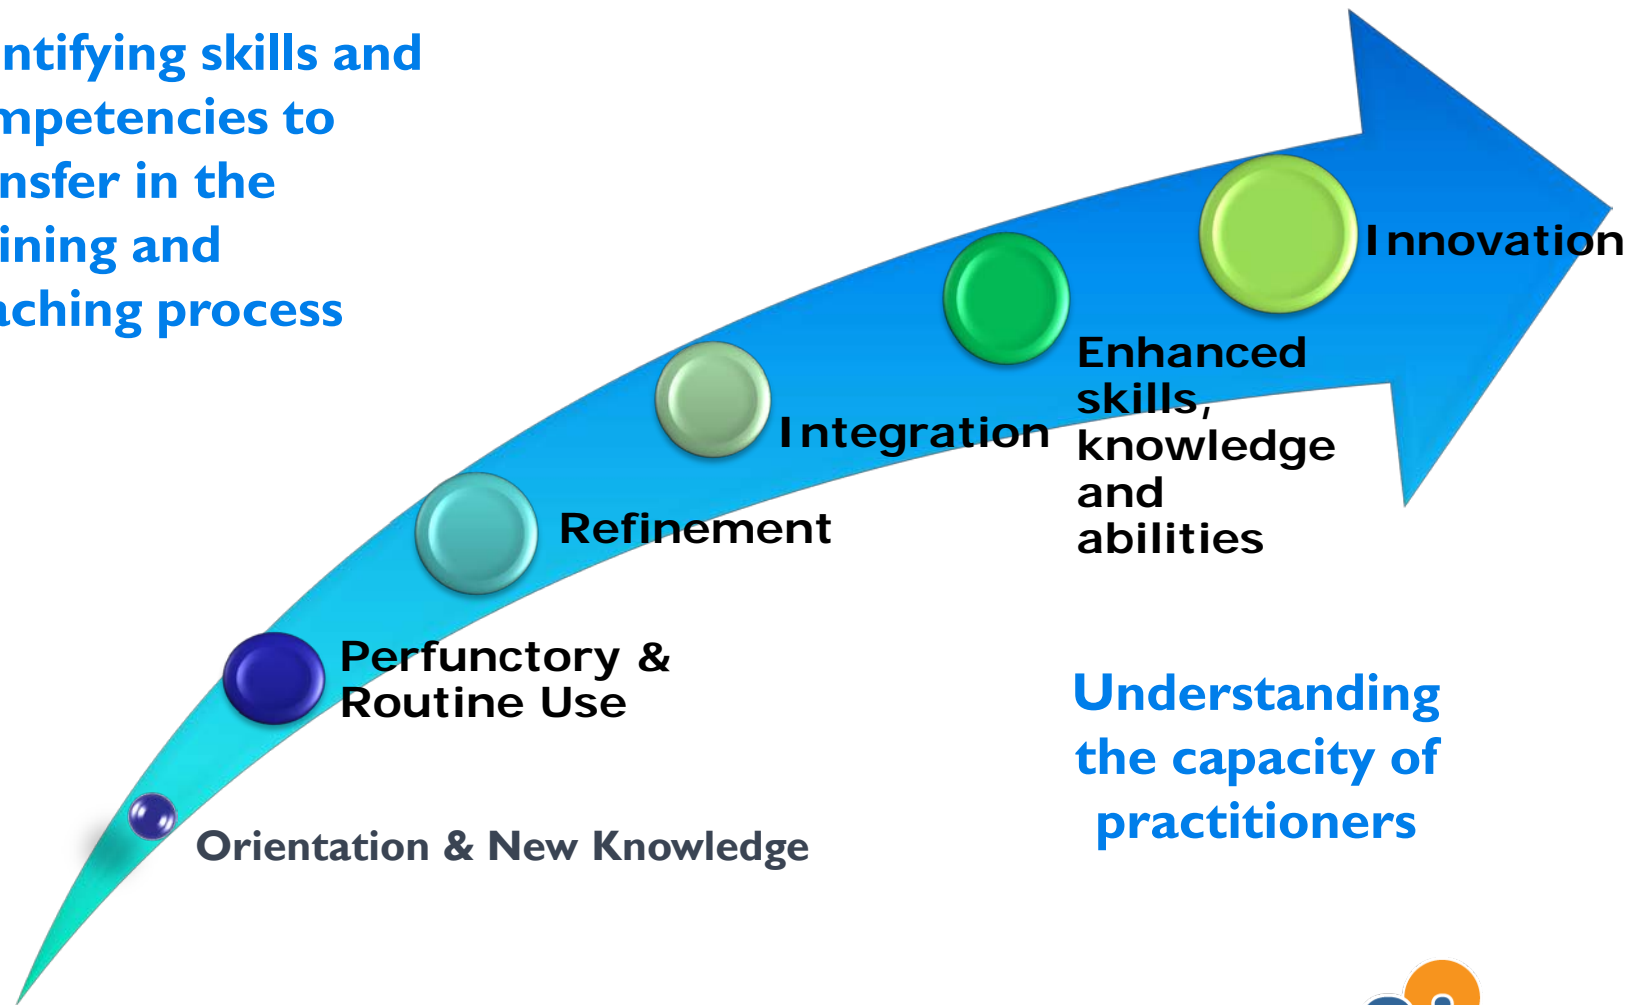 ntifying skills and
mpetencies to
nsfer in the
ining and
aching process
Innovation
Enhanced
skills,
knowledge
and
abilities
Integration
Refinement
Perfunctory &
Routine Use
Orientation & New Knowledge
Understanding
the capacity of
practitioners